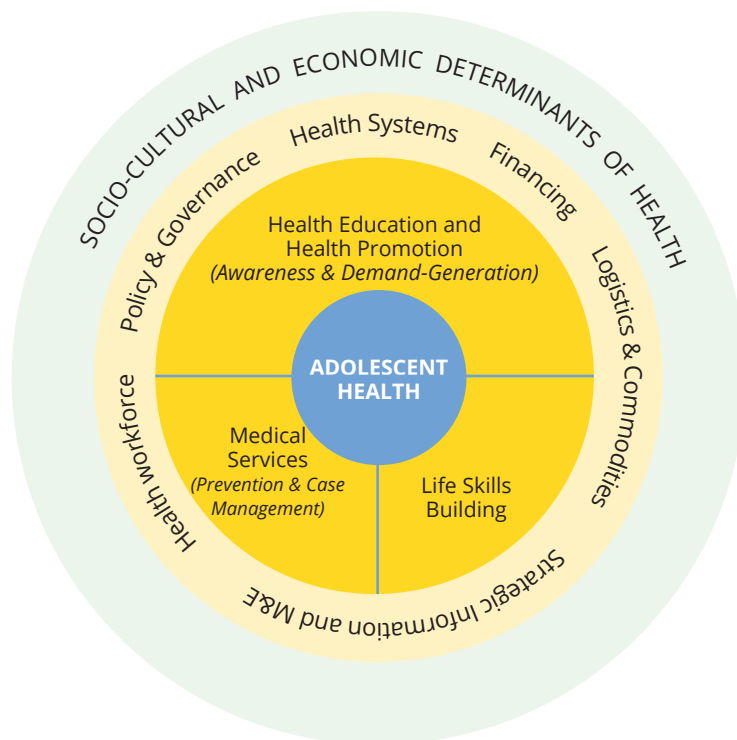 SOCIO-CULTURAL AND ECONOMIC DETERMINANTS OF HEALTH
Health Systems
Financing
Logistics & Commodities
Strategic Information and M&E
Health workforce
Policy & Governance
Health Education and
Health Promotion
(Awareness & Demand-Generation)
ADOLESCENT
HEALTH
Medical
Services
(Prevention & Case
Management)
Life Skills
Building